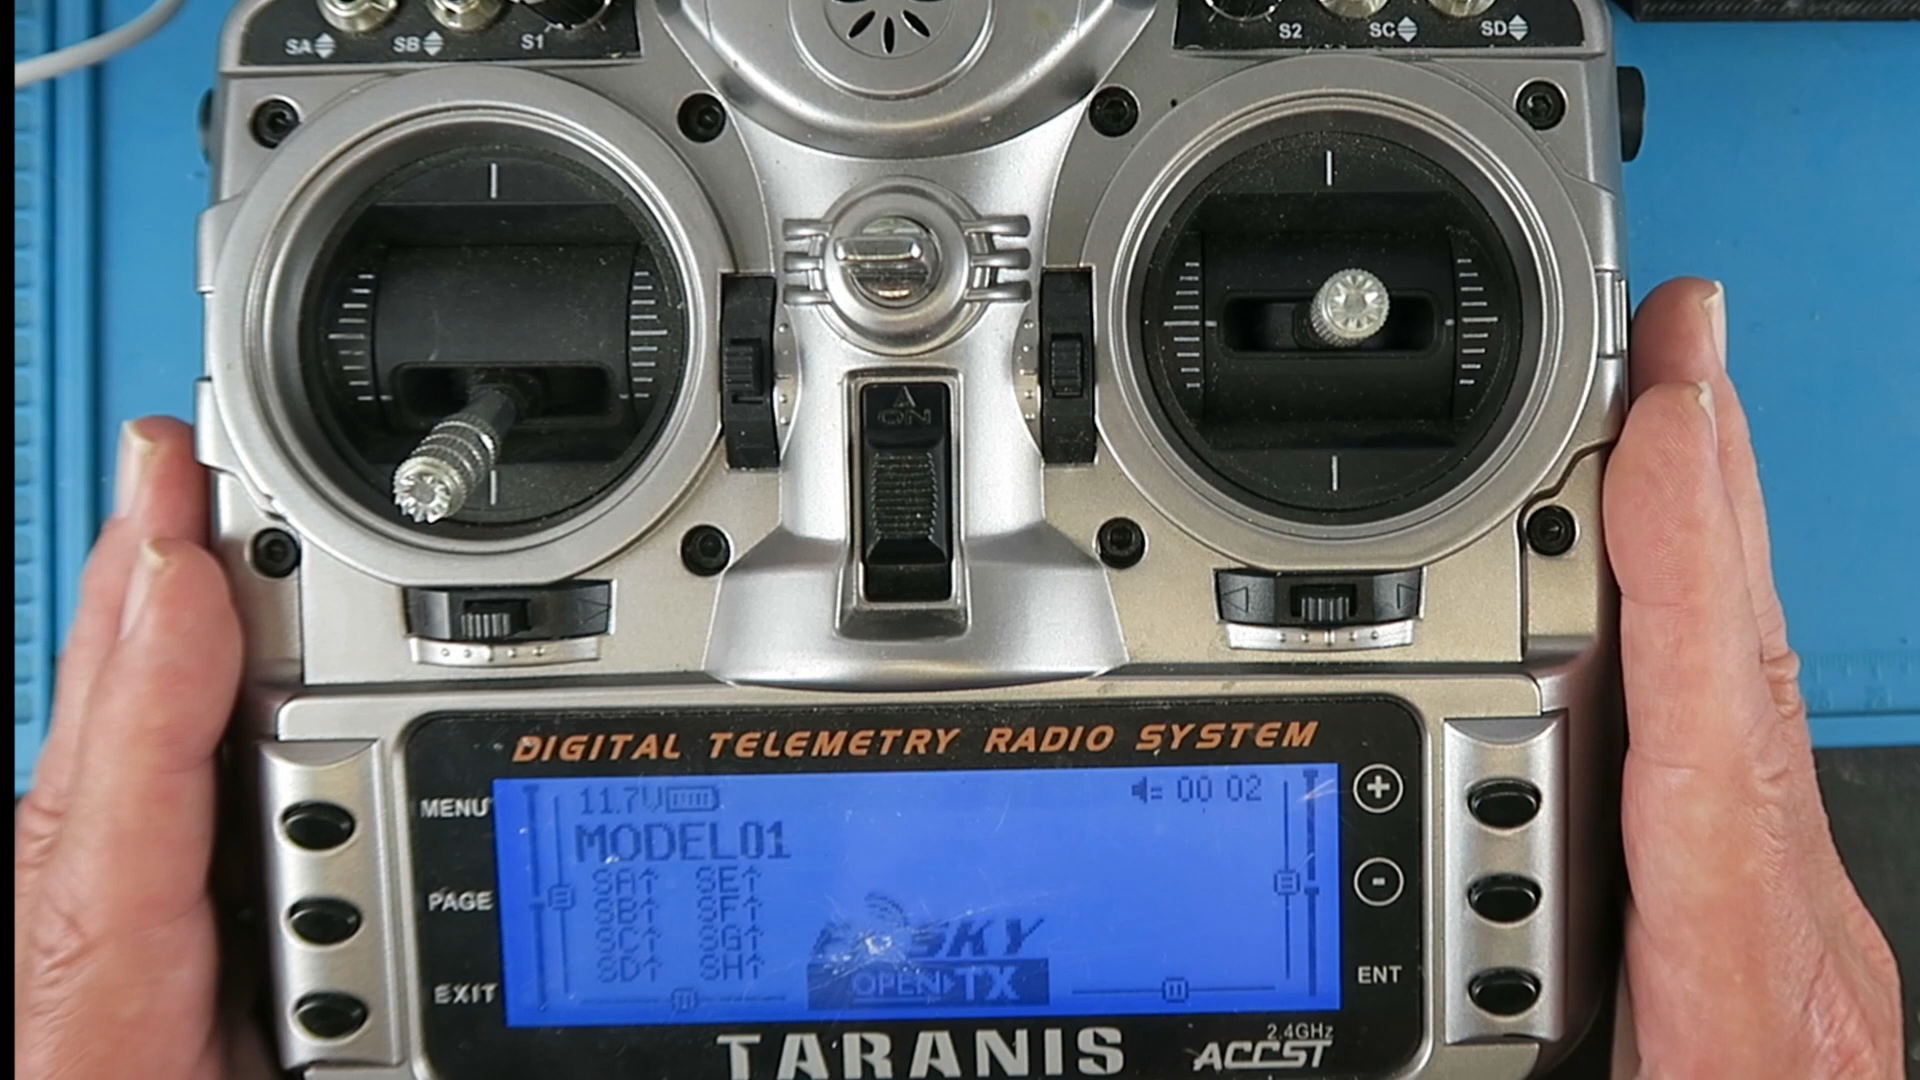 SA SB S1 S2 SC SD
ON
DIGITAL TELEMETRY RADIO SYSTEM
MENU
PAGE
EXIT
11.7V 00 02
MODEL01
SA↑ SE↑
SB↑ SF↑
SC↑ SG↑
SD↑ SH↑
SKY
OPEN TX
+
-
ENT
TARANIS
2.4GHz
ACCST